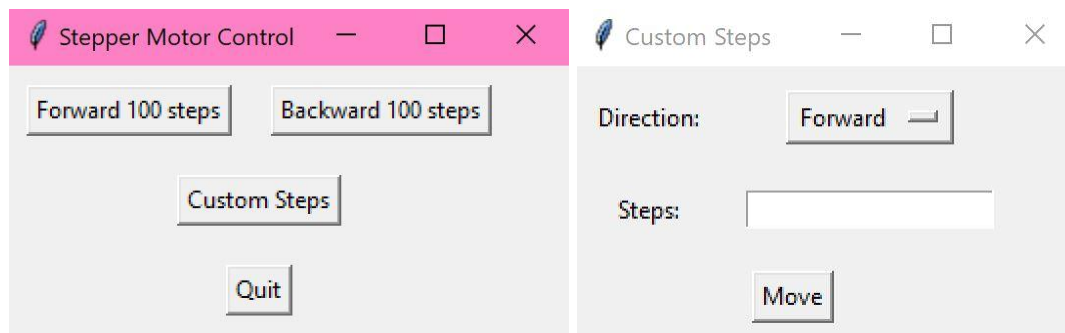 Stepper Motor Control
Forward 100 steps Backward 100 steps
Custom Steps
Quit
Custom Steps
Direction: Forward
Steps:
Move